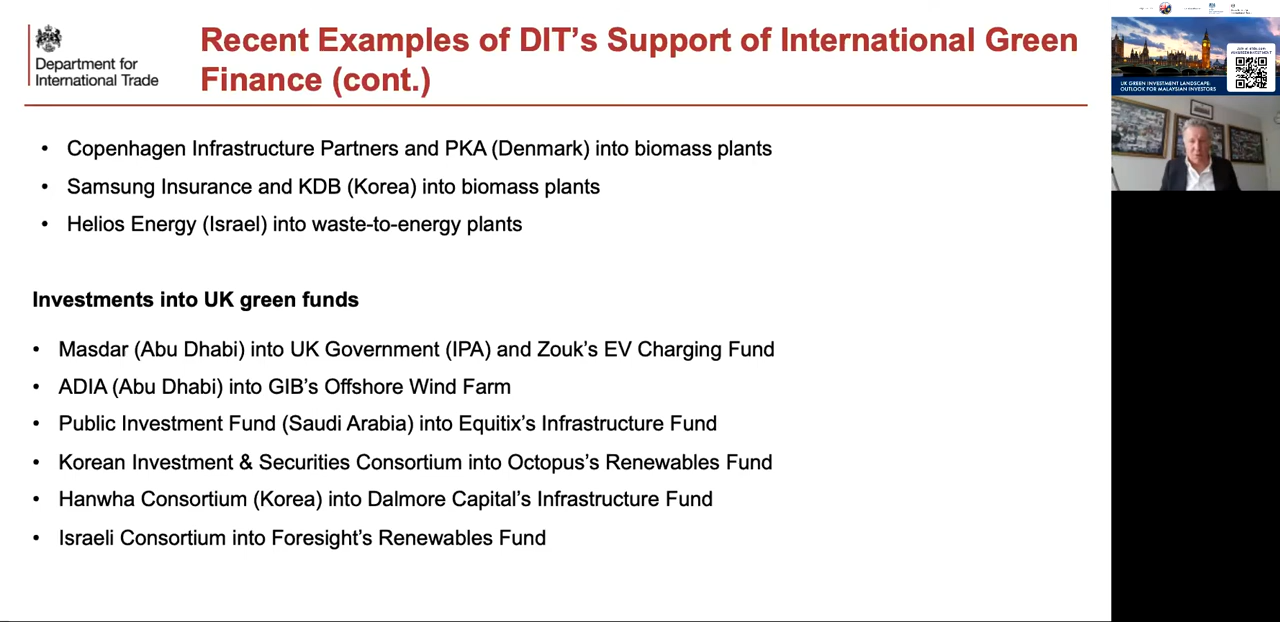 Department for
International Trade
Recent Examples of DIT’s Support of International Green
Finance (cont.)
• Copenhagen Infrastructure Partners and PKA (Denmark) into biomass plants
• Samsung Insurance and KDB (Korea) into biomass plants
• Helios Energy (Israel) into waste-to-energy plants
Investments into UK green funds
• Masdar (Abu Dhabi) into UK Government (IPA) and Zouk’s EV Charging Fund
• ADIA (Abu Dhabi) into GIB’s Offshore Wind Farm
• Public Investment Fund (Saudi Arabia) into Equitix’s Infrastructure Fund
• Korean Investment & Securities Consortium into Octopus’s Renewables Fund
• Hanwha Consortium (Korea) into Dalmore Capital’s Infrastructure Fund
• Israeli Consortium into Foresight’s Renewables Fund
UK GREEN INVESTMENT LANDSCAPE:
OUTLOOK FOR MALAYSIAN INVESTORS